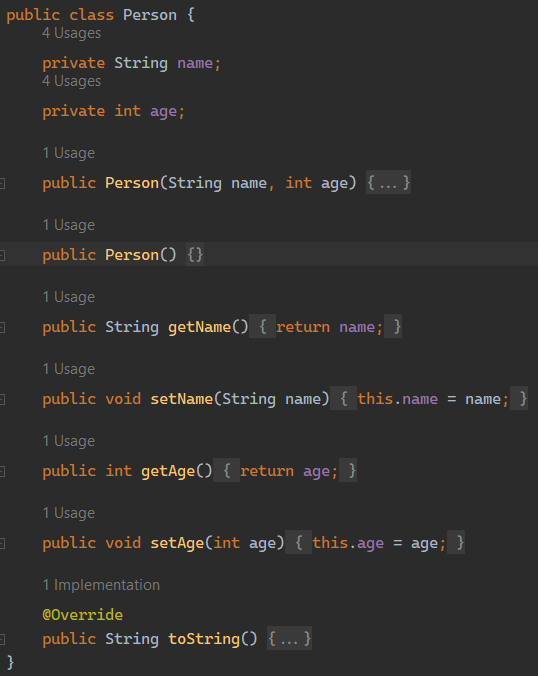 public class Person {
4 Usages
private String name;
4 Usages
private int age;
1 Usage
public Person(String name, int age) {...}
1 Usage
public Person() {}
1 Usage
public String getName() { return name; }
1 Usage
public void setName(String name) { this.name = name; }
1 Usage
public int getAge() { return age; }
1 Usage
public void setAge(int age) { this.age = age; }
1 Implementation
@Override
public String toString() {...}
}